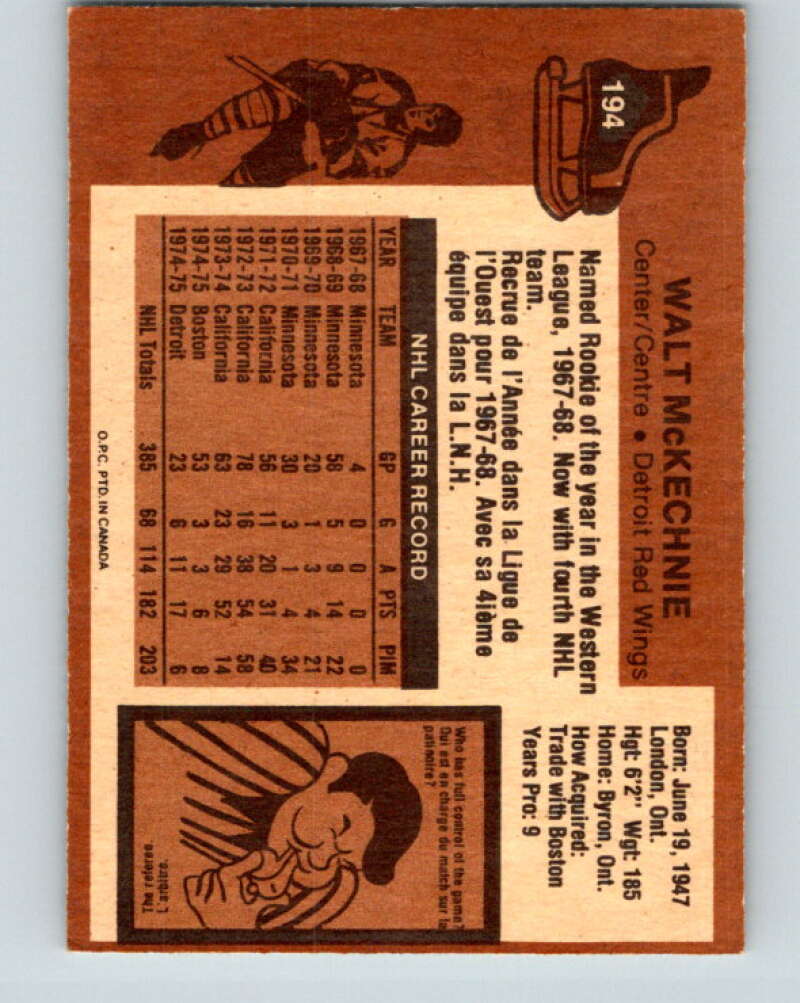 194
WALT McKECHNIE
Center/Centre • Detroit Red Wings
Born: June 19, 1947
London, Ont.
Hgt: 6'2" Wgt: 185
Home: Byron, Ont.
How Acquired:
Trade with Boston
Years Pro: 9
Named Rookie of the year in the Western
League, 1967-68. Now with fourth NHL
team.
Recrue de l'Année dans la Ligue de
l'Ouest pour 1967-68. Avec sa 4ième
équipe dans la L.N.H.
NHL CAREER RECORD
YEAR TEAM GP G A PTS PIM
1967-68 Minnesota 4 0 0 0 0
1968-69 Minnesota 58 5 9 14 22
1969-70 Minnesota 20 1 3 4 21
1970-71 Minnesota 30 3 1 4 34
1971-72 California 56 11 20 31 40
1972-73 California 78 16 38 54 58
1973-74 California 63 23 29 52 14
1974-75 Boston 53 3 3 6 8
1974-75 Detroit 23 6 11 17 6
NHL Totals 385 68 114 182 203
Who has full control of the game?
Qui est en charge du match sur la
patinoire?
The referee.
L'arbitre.
O.P.C. PTD. IN CANADA